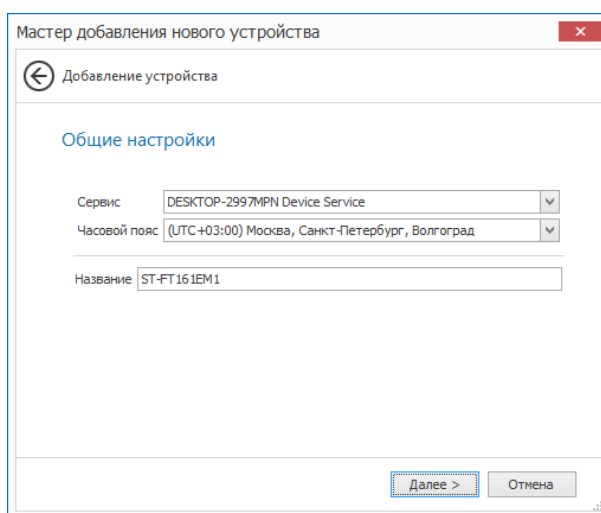 Мастер добавления нового устройства
Добавление устройства
Общие настройки
Сервис DESKTOP-2997MPN Device Service
Часовой пояс (UTC+03:00) Москва, Санкт-Петербург, Волгоград
Название ST-FT161EM1
Далее > Отмена